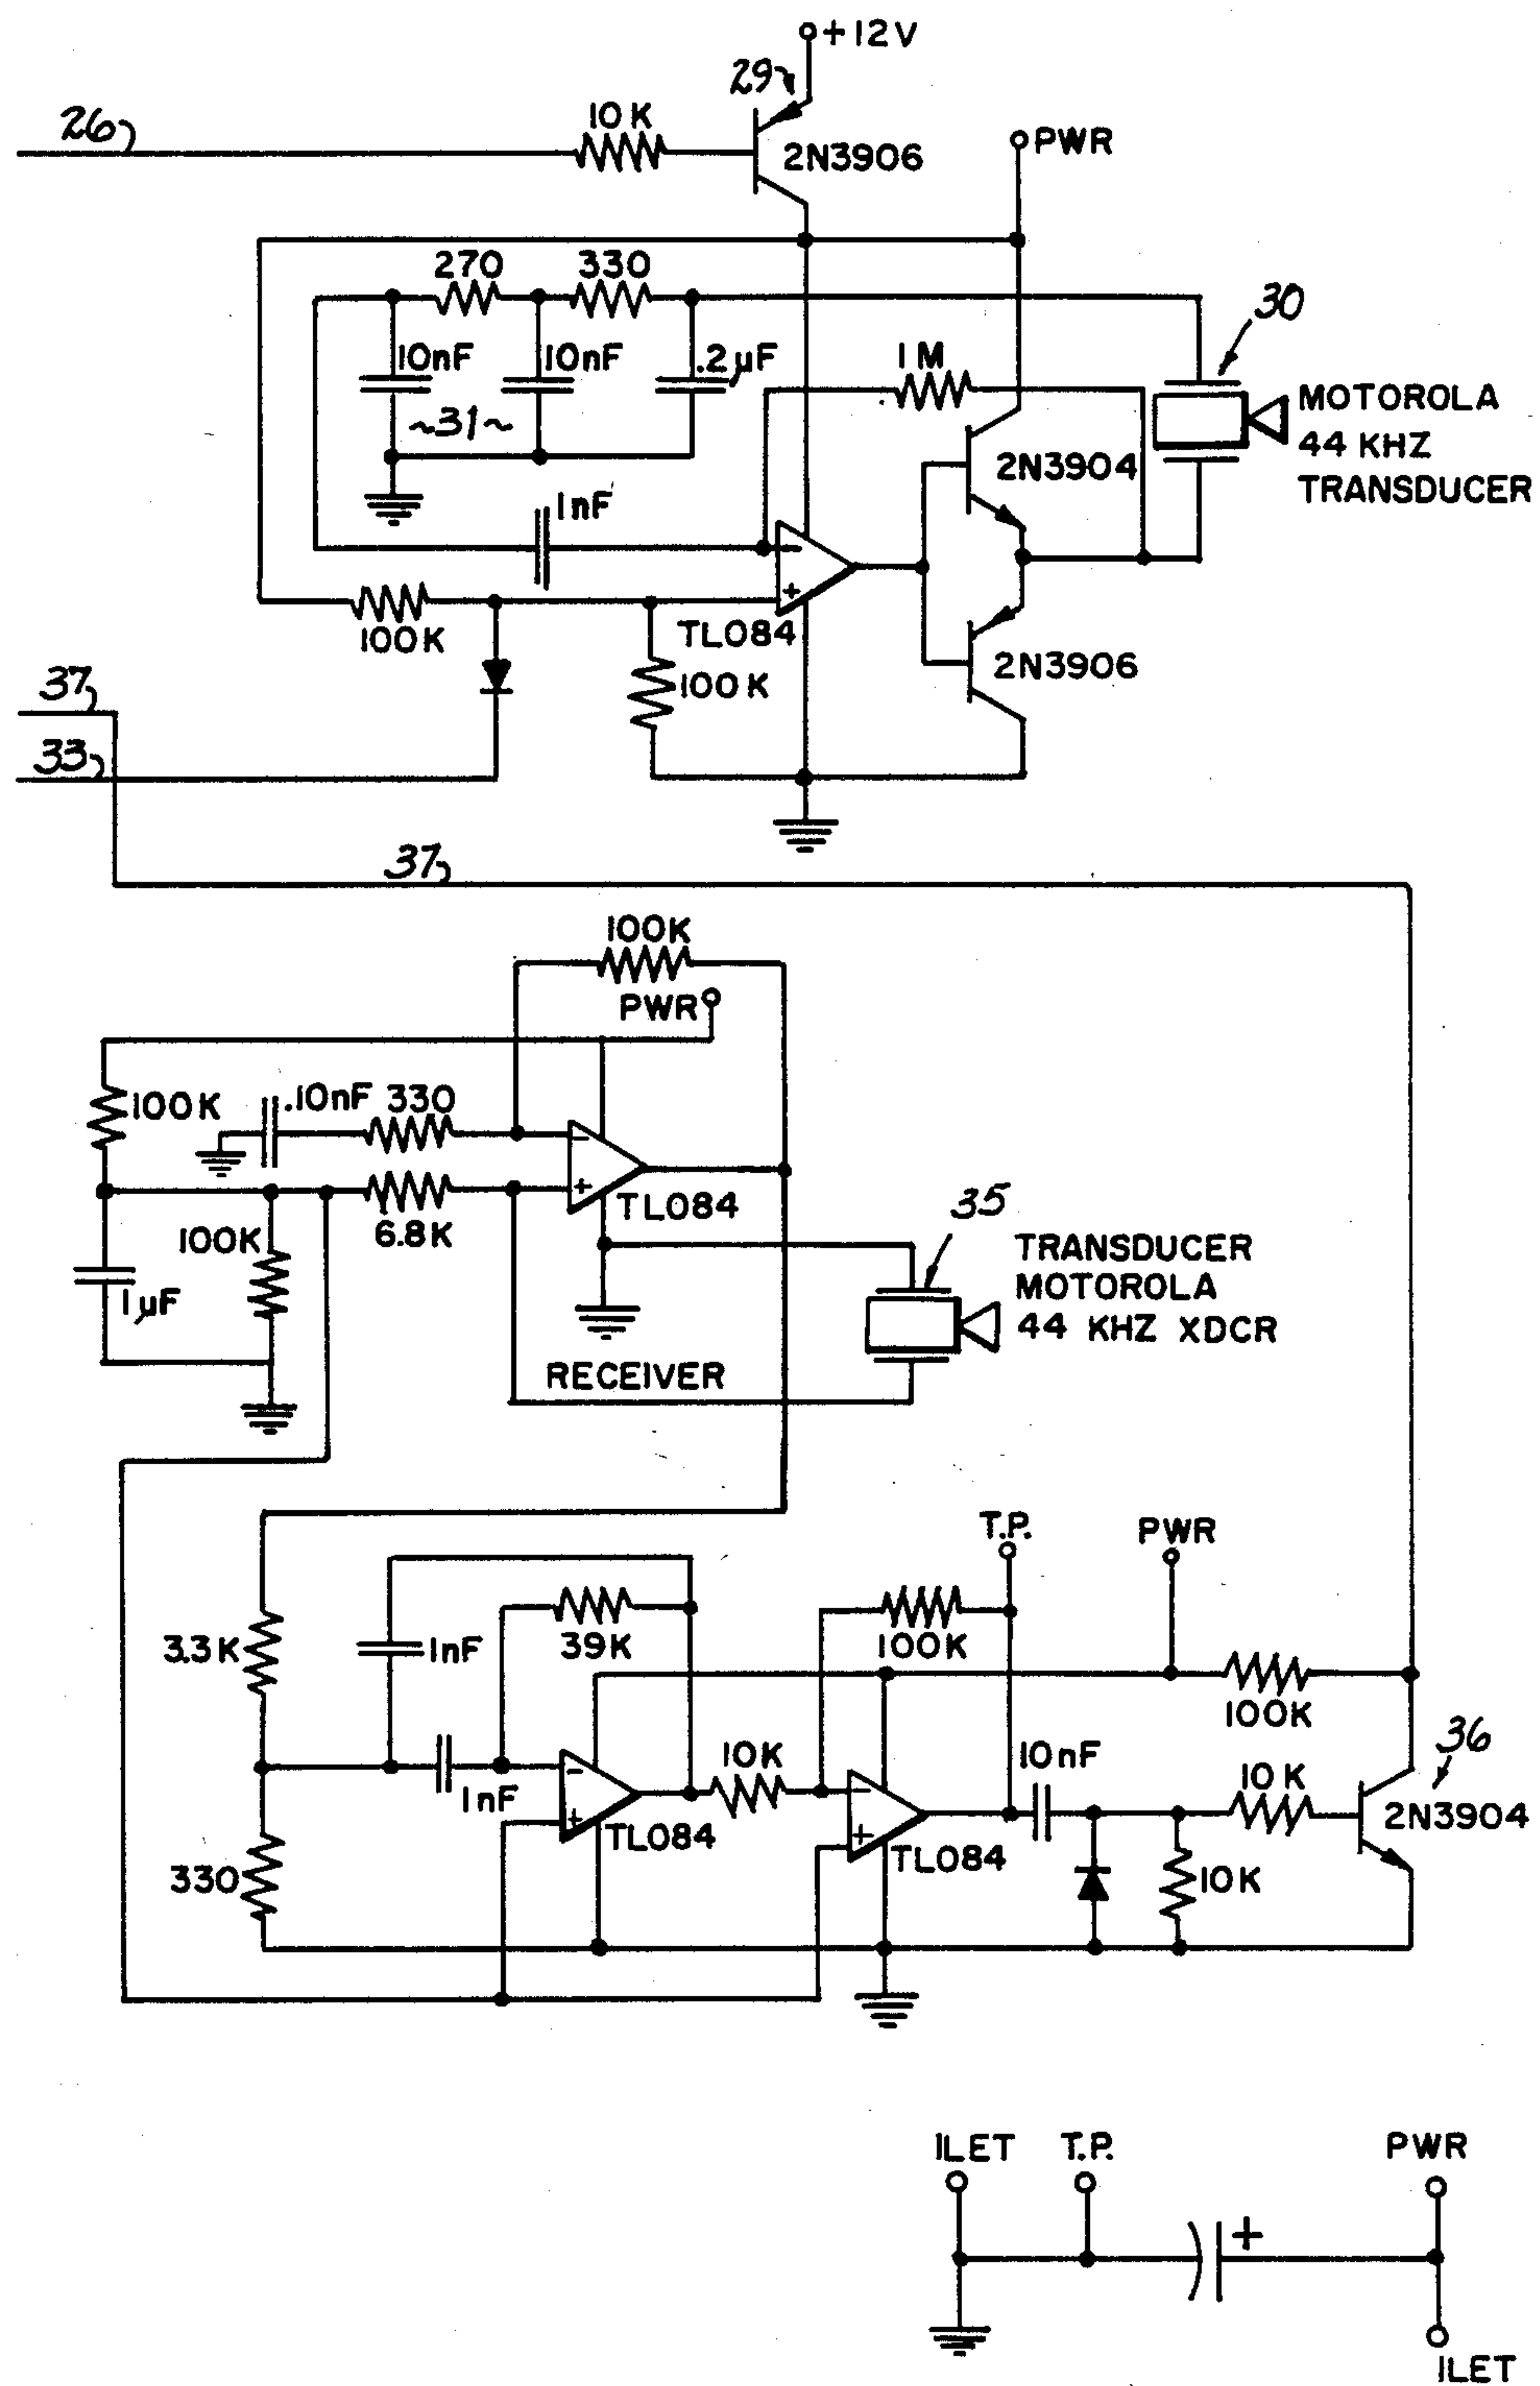 +12V
29
26
10K
2N3906
PWR
270
330
30
10nF
10nF
.2µF
1M
~31~
MOTOROLA
44 KHZ
TRANSDUCER
2N3904
1nF
-
+
TL084
100K
100K
2N3906
37
33
37
100K
PWR
100K
.10nF
330
-
+
TL084
6.8K
100K
1µF
35
TRANSDUCER
MOTOROLA
44 KHZ XDCR
RECEIVER
T.P.
PWR
3.3K
1nF
39K
100K
100K
36
10K
10nF
10K
1nF
-
+
TL084
-
+
TL084
2N3904
330
10K
1LET
T.P.
PWR
+
1LET